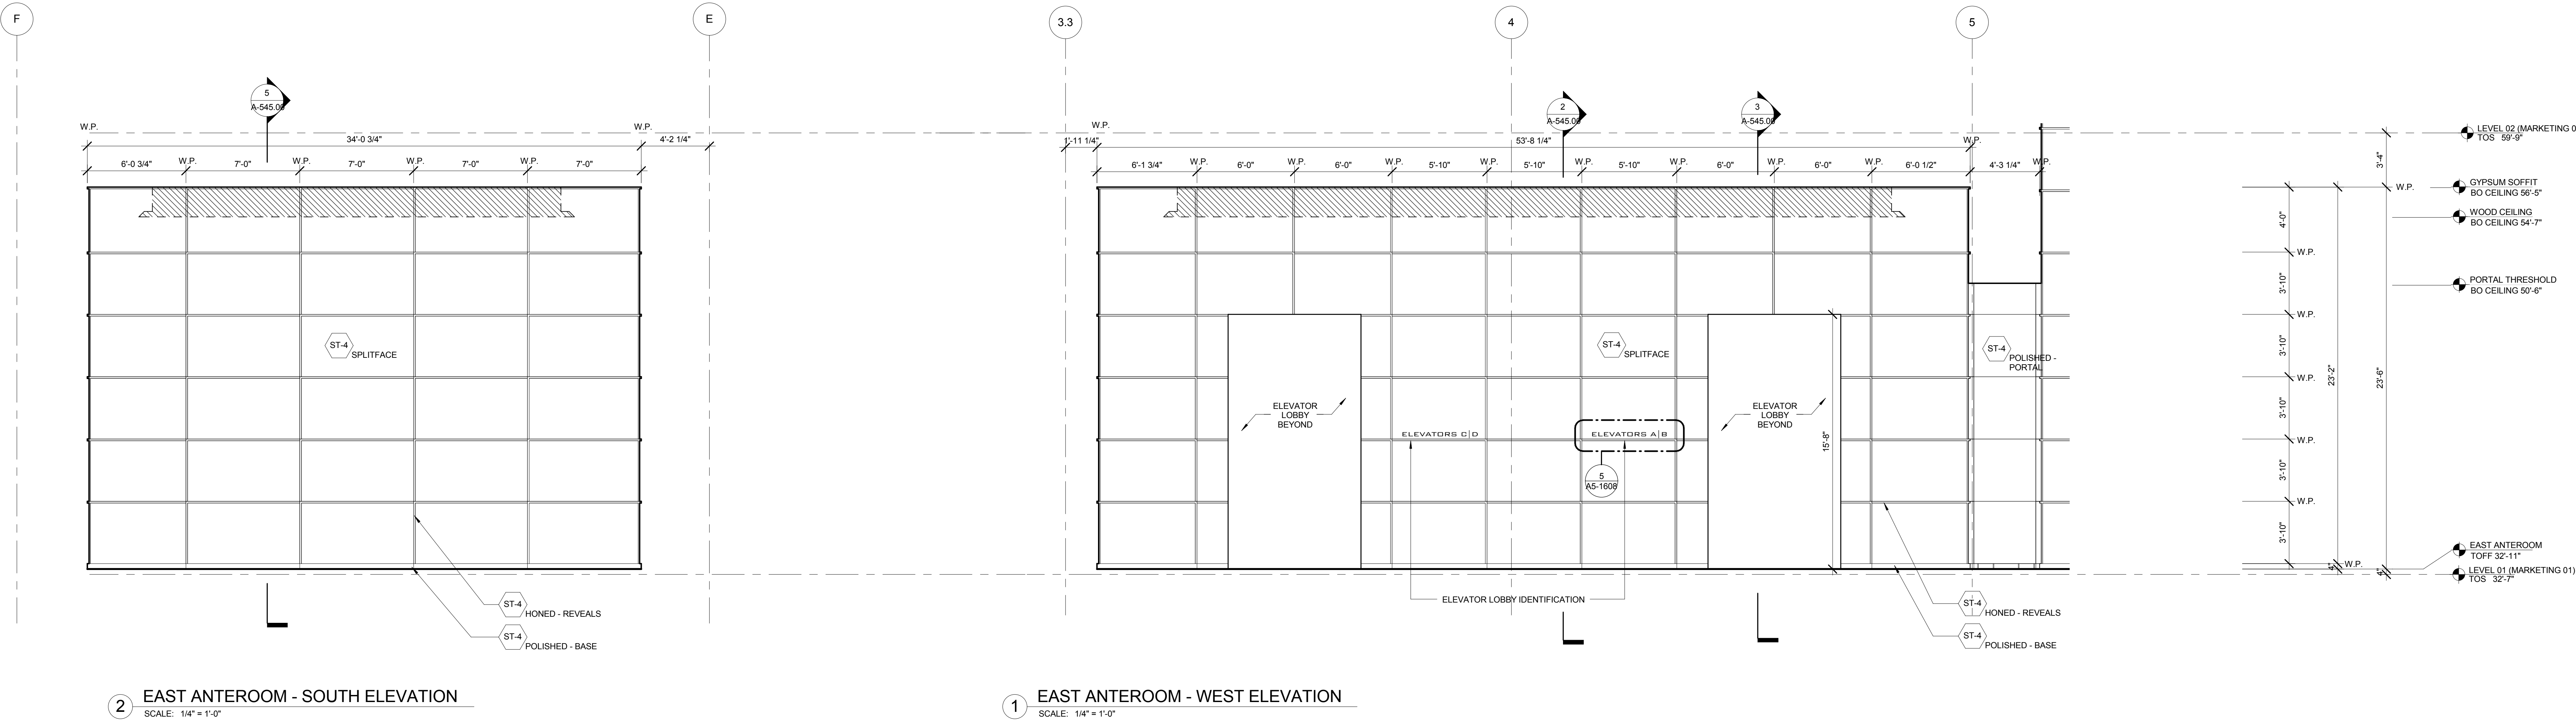 F
E
3.3
4
5
5
A-545.00
2
A-545.00
3
A-545.00
W.P.
34'-0 3/4"
W.P.
4'-2 1/4"
6'-0 3/4"
W.P.
7'-0"
W.P.
7'-0"
W.P.
7'-0"
W.P.
7'-0"
ST-4
SPLITFACE
ST-4
HONED - REVEALS
ST-4
POLISHED - BASE
2
EAST ANTEROOM - SOUTH ELEVATION
SCALE: 1/4" = 1'-0"
1'-11 1/4"
W.P.
53'-8 1/4"
W.P.
6'-1 3/4"
W.P.
6'-0"
W.P.
6'-0"
W.P.
5'-10"
W.P.
5'-10"
W.P.
5'-10"
W.P.
6'-0"
W.P.
6'-0"
W.P.
6'-0 1/2"
4'-3 1/4"
W.P.
ST-4
SPLITFACE
ST-4
POLISHED -
PORTAL
ELEVATOR
LOBBY
BEYOND
ELEVATORS C|D
ELEVATORS A|B
5
A5-1608
ELEVATOR
LOBBY
BEYOND
15'-8"
ELEVATOR LOBBY IDENTIFICATION
ST-4
HONED - REVEALS
ST-4
POLISHED - BASE
1
EAST ANTEROOM - WEST ELEVATION
SCALE: 1/4" = 1'-0"
4'-0"
W.P.
3'-10"
W.P.
3'-10"
W.P.
3'-10"
W.P.
3'-10"
W.P.
3'-10"
4"
W.P.
23'-2"
3'-4"
W.P.
23'-6"
4"
LEVEL 02 (MARKETING 0
TOS 59'-9"
GYPSUM SOFFIT
BO CEILING 56'-5"
WOOD CEILING
BO CEILING 54'-7"
PORTAL THRESHOLD
BO CEILING 50'-6"
EAST ANTEROOM
TOFF 32'-11"
LEVEL 01 (MARKETING 01)
TOS 32'-7"